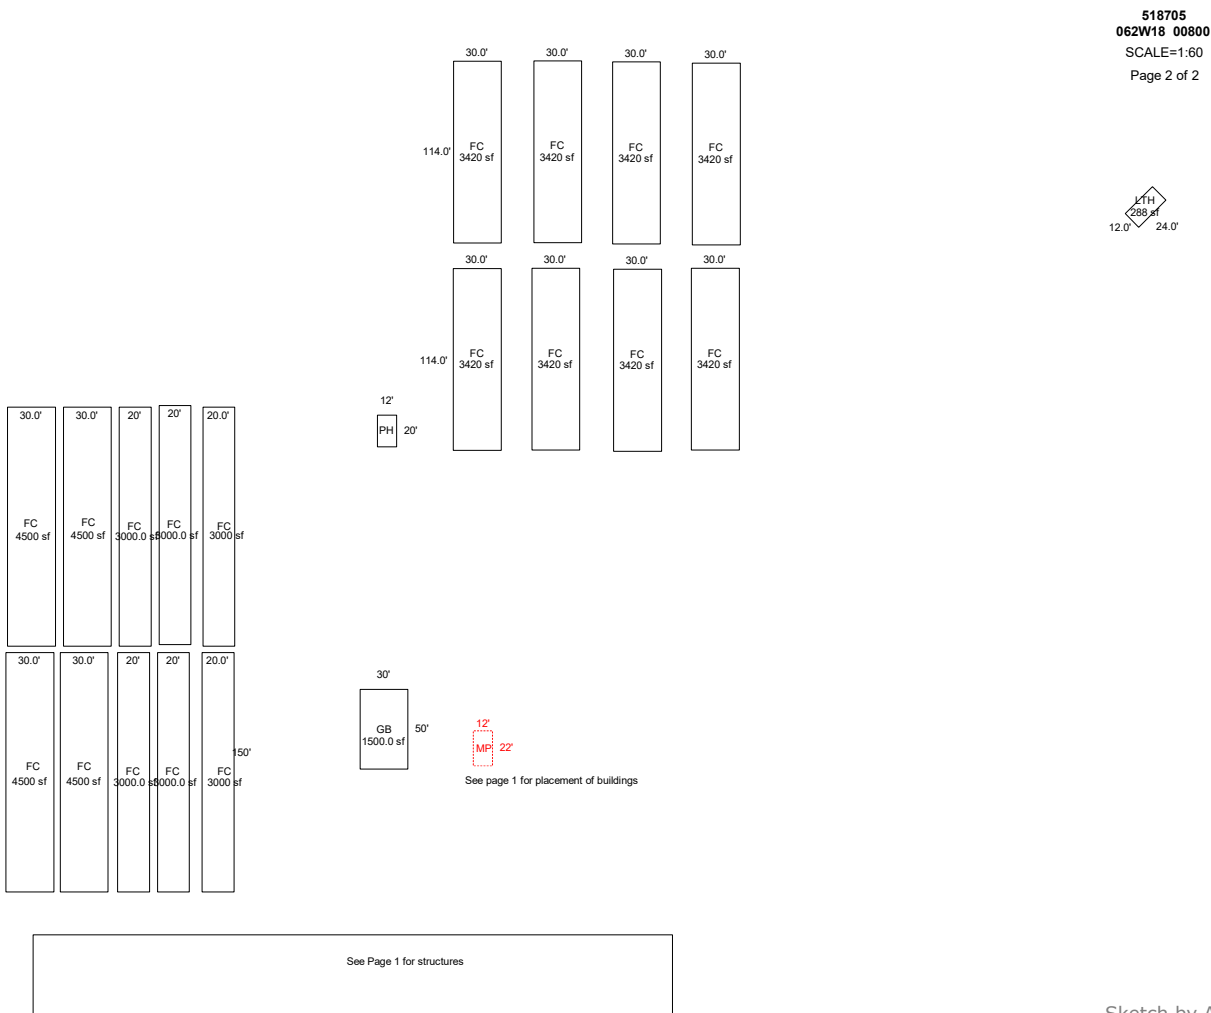 518705
062W18 00800
SCALE=1:60
Page 2 of 2
30.0' 30.0' 30.0' 30.0'
114.0'
FC
3420 sf
FC
3420 sf
FC
3420 sf
FC
3420 sf
LTH
288 sf
12.0' 24.0'
30.0' 30.0' 30.0' 30.0'
114.0'
FC
3420 sf
FC
3420 sf
FC
3420 sf
FC
3420 sf
12'
PH 20'
30.0' 30.0' 20' 20' 20.0'
FC
4500 sf
FC
4500 sf
FC
3000.0 sf
FC
3000.0 sf
FC
3000 sf
30.0' 30.0' 20' 20' 20.0'
150'
FC
4500 sf
FC
4500 sf
FC
3000.0 sf
FC
3000.0 sf
FC
3000 sf
30'
GB
1500.0 sf
50'
12'
MP 22'
See page 1 for placement of buildings
See Page 1 for structures
Sketch by A